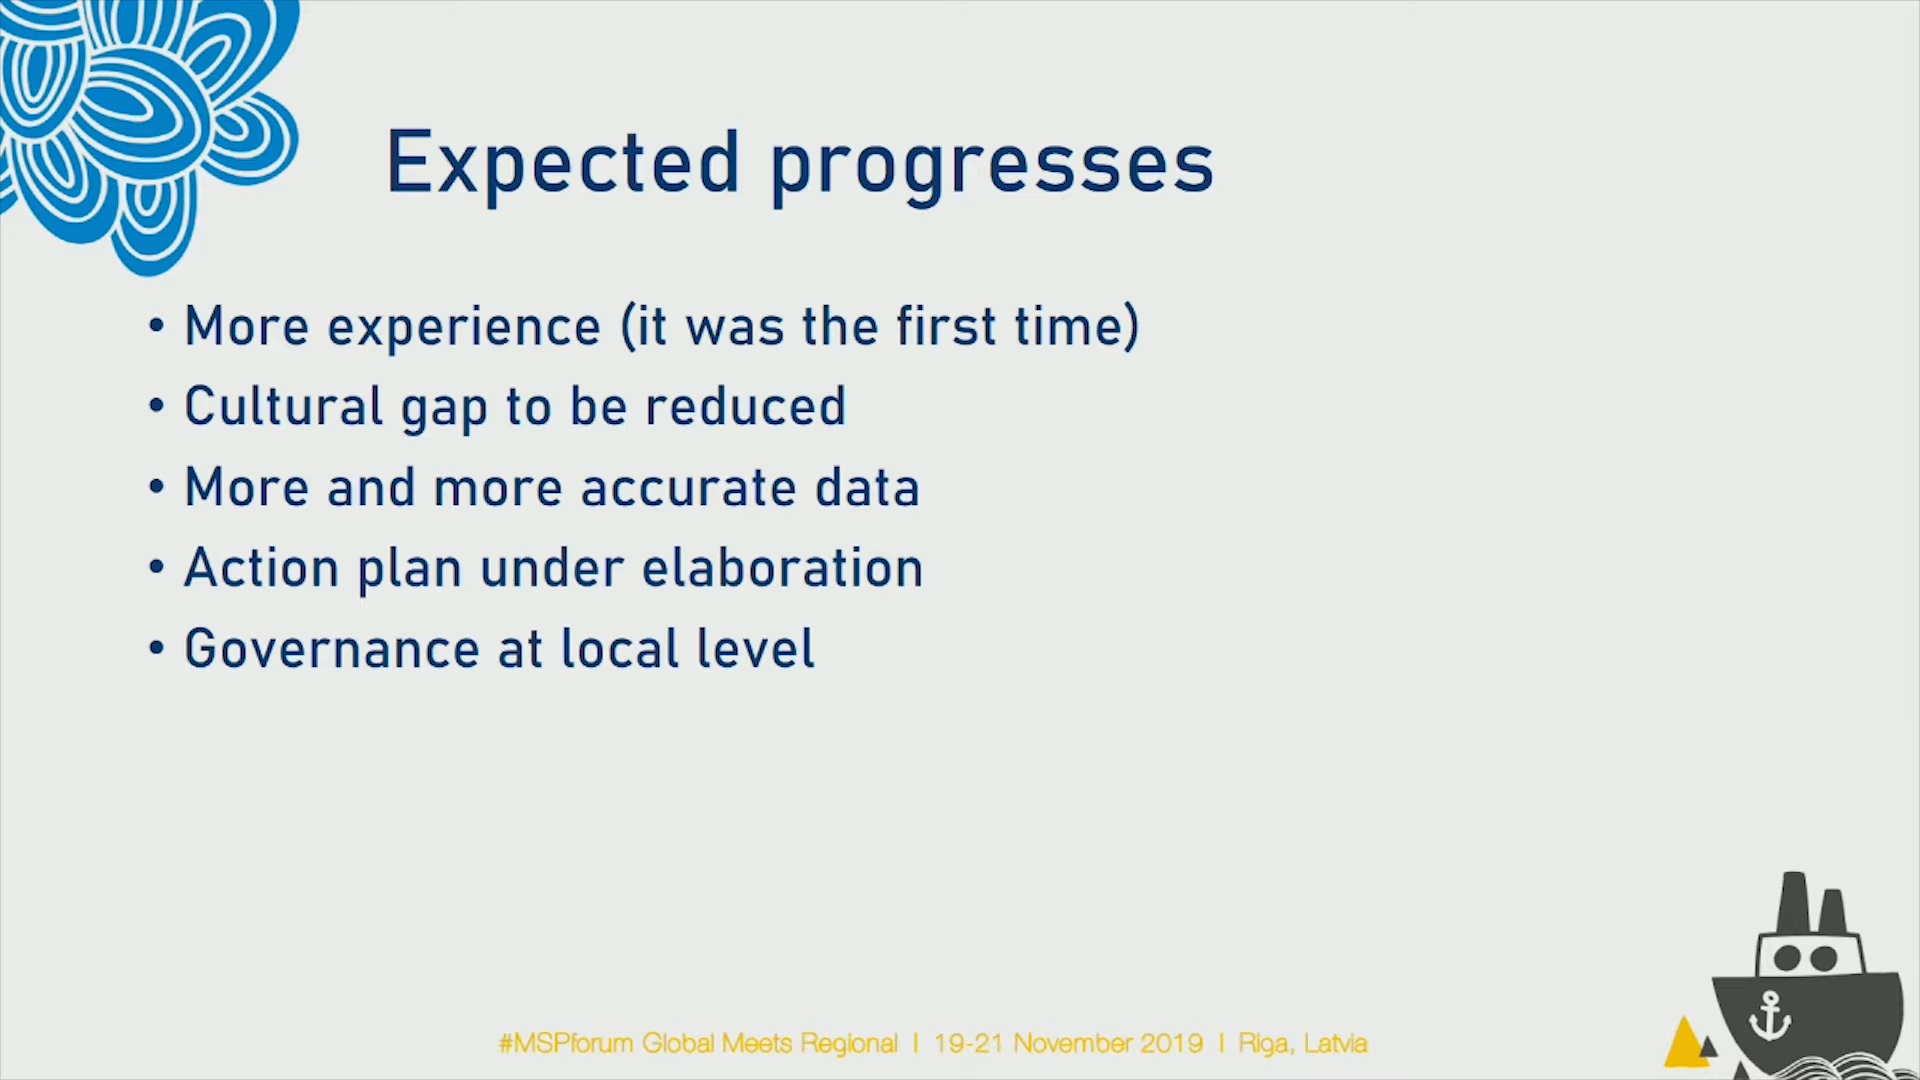 Expected progresses
• More experience (it was the first time)
• Cultural gap to be reduced
• More and more accurate data
• Action plan under elaboration
• Governance at local level
#MSPforum Global Meets Regional | 19-21 November 2019 | Riga, Latvia